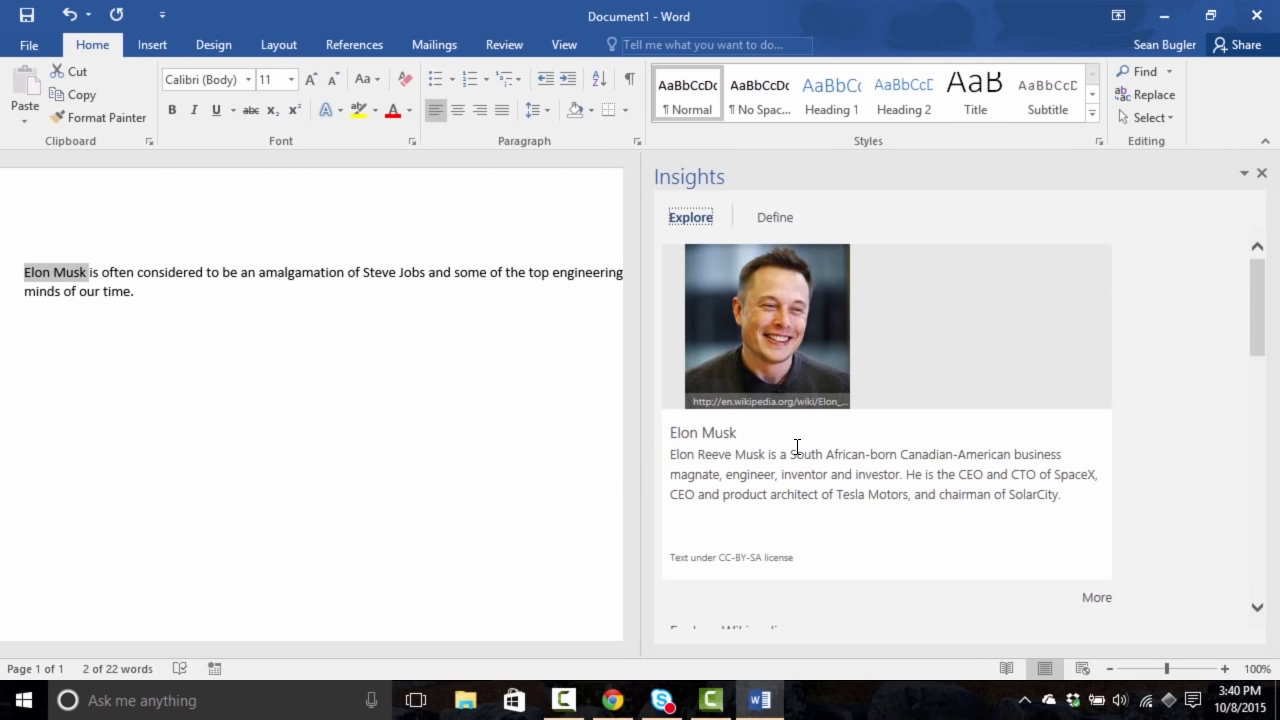 Document1 - Word
File Home Insert Design Layout References Mailings Review View Tell me what you want to do... Sean Bugler Share
Paste
Cut
Copy
Format Painter
Clipboard
Calibri (Body) 11 Aa
B I U abc x₂ x² A aby A
Font
Paragraph
AaBbCcDc AaBbCcDc AaBbCc AaBbCcD AaB AaBbCcD
¶ Normal ¶ No Spac... Heading 1 Heading 2 Title Subtitle
Styles
Find
Replace
Select
Editing
Elon Musk is often considered to be an amalgamation of Steve Jobs and some of the top engineering
minds of our time.
Insights
Explore Define
http://en.wikipedia.org/wiki/Elon_...
Elon Musk
Elon Reeve Musk is a South African-born Canadian-American business
magnate, engineer, inventor and investor. He is the CEO and CTO of SpaceX,
CEO and product architect of Tesla Motors, and chairman of SolarCity.
Text under CC-BY-SA license
More
Page 1 of 1 2 of 22 words 100%
Ask me anything
3:40 PM
10/8/2015